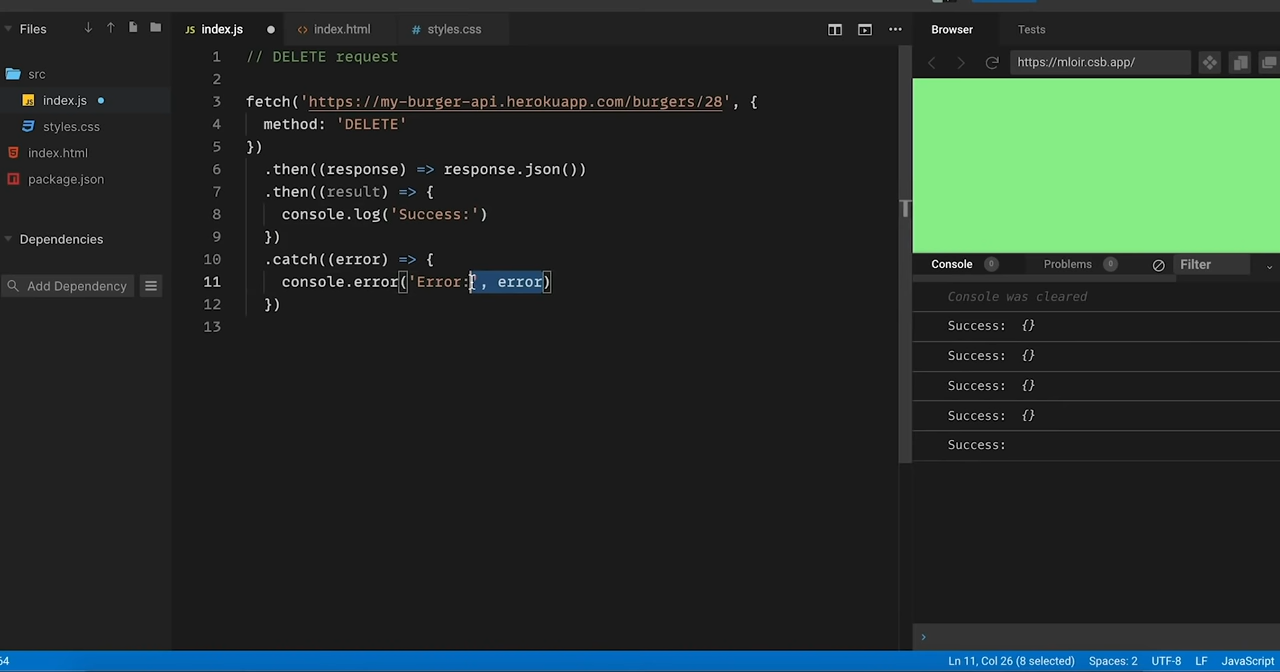 Files
src
index.js
styles.css
index.html
package.json
Dependencies
Add Dependency
index.js
index.html
styles.css
1 // DELETE request
2
3 fetch('https://my-burger-api.herokuapp.com/burgers/28', {
4 method: 'DELETE'
5 })
6 .then((response) => response.json())
7 .then((result) => {
8 console.log('Success:')
9 })
10 .catch((error) => {
11 console.error('Error:', error)
12 })
13
Browser Tests
https://mloir.csb.app/
Console 0 Problems 0 Filter
Console was cleared
Success: {}
Success: {}
Success: {}
Success: {}
Success:
›
64 Ln 11, Col 26 (8 selected) Spaces: 2 UTF-8 LF JavaScript